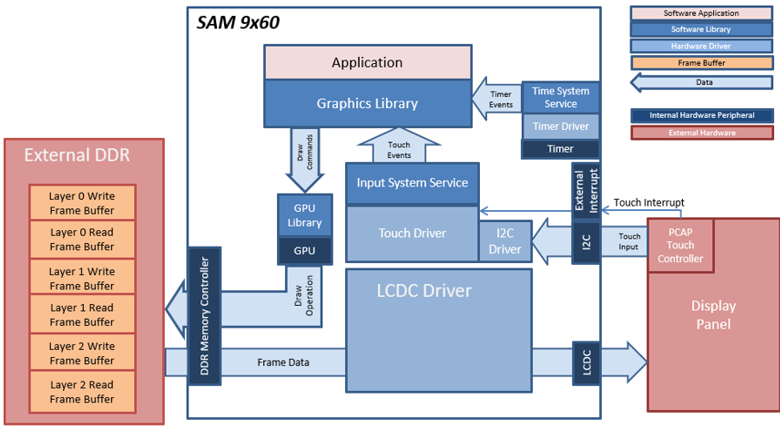 SAM 9x60
Application
Graphics Library
Timer
Events
Time System
Service
Timer Driver
Timer
Software Application
Software Library
Hardware Driver
Frame Buffer
Data
Internal Hardware Peripheral
External Hardware
Draw
Commands
Touch
Events
Input System Service
Touch Driver
I2C
Driver
External
Interrupt
Touch Interrupt
I2C
Touch
Input
PCAP
Touch
Controller
Display
Panel
GPU
Library
GPU
Draw
Operation
LCDC Driver
LCDC
DDR Memory Controller
Frame Data
External DDR
Layer 0 Write
Frame Buffer
Layer 0 Read
Frame Buffer
Layer 1 Write
Frame Buffer
Layer 1 Read
Frame Buffer
Layer 2 Write
Frame Buffer
Layer 2 Read
Frame Buffer